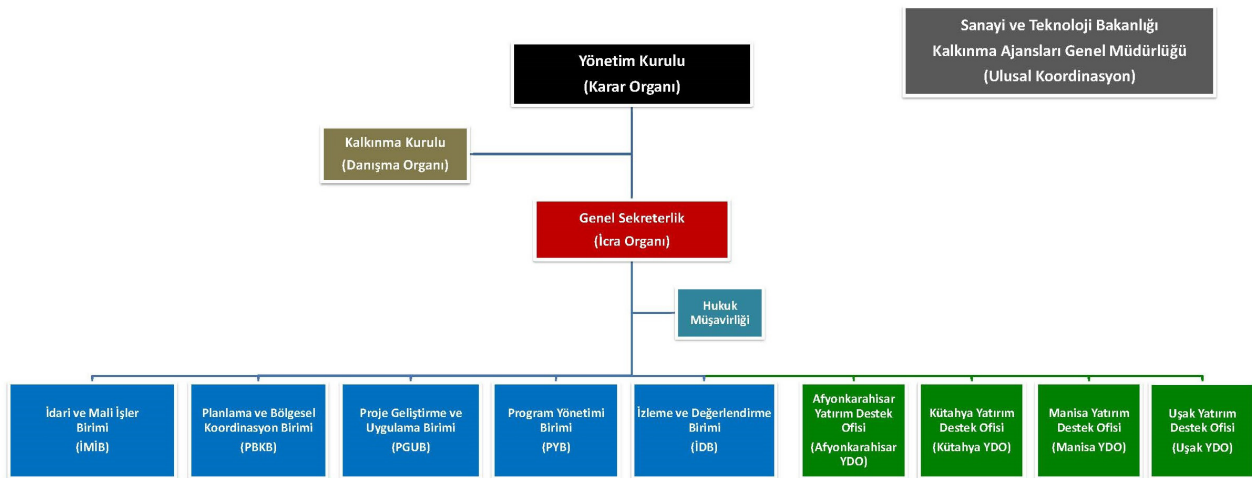 Sanayi ve Teknoloji Bakanlığı
Kalkınma Ajansları Genel Müdürlüğü
(Ulusal Koordinasyon)
Yönetim Kurulu
(Karar Organı)
Kalkınma Kurulu
(Danışma Organı)
Genel Sekreterlik
(İcra Organı)
Hukuk
Müşavirliği
İdari ve Mali İşler
Birimi
(İMİB)
Planlama ve Bölgesel
Koordinasyon Birimi
(PBKB)
Proje Geliştirme ve
Uygulama Birimi
(PGUB)
Program Yönetimi
Birimi
(PYB)
İzleme ve Değerlendirme
Birimi
(İDB)
Afyonkarahisar
Yatırım Destek
Ofisi
(Afyonkarahisar
YDO)
Kütahya Yatırım
Destek Ofisi
(Kütahya YDO)
Manisa Yatırım
Destek Ofisi
(Manisa YDO)
Uşak Yatırım
Destek Ofisi
(Uşak YDO)